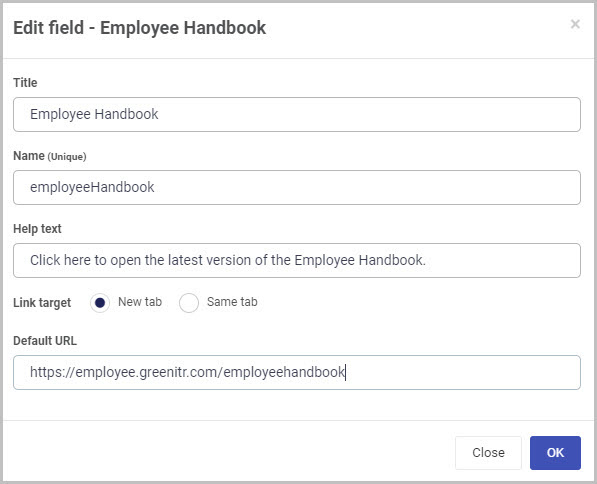 Edit field - Employee Handbook
×
Title
Employee Handbook
Name (Unique)
employeeHandbook
Help text
Click here to open the latest version of the Employee Handbook.
Link target New tab Same tab
Default URL
https://employee.greenitr.com/employeehandbook
Close OK